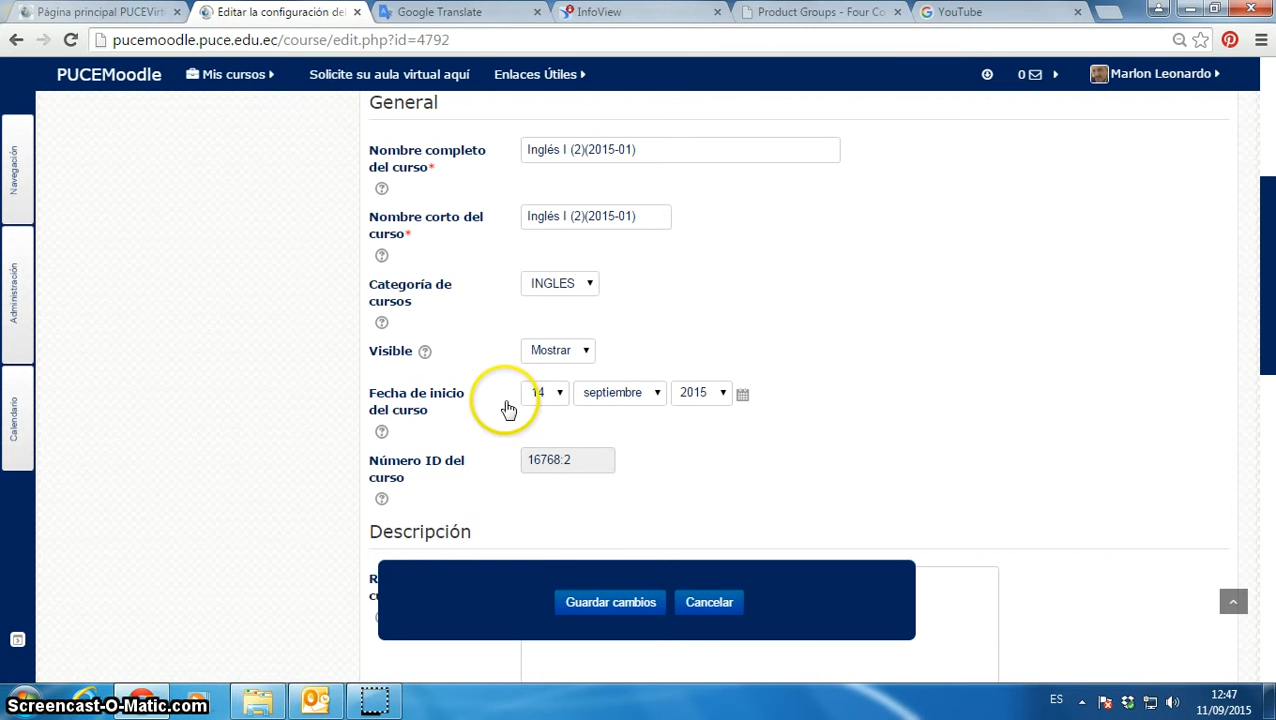 Página principal PUCEVirtu
Editar la configuración del
Google Translate
InfoView
Product Groups - Four Co
YouTube
pucemoodle.puce.edu.ec/course/edit.php?id=4792
PUCEMoodle
Mis cursos
Solicite su aula virtual aquí
Enlaces Útiles
0
Marlon Leonardo
Navegación
Administración
Calendario
General
Nombre completo del curso*
Inglés I (2)(2015-01)
Nombre corto del curso*
Inglés I (2)(2015-01)
Categoría de cursos
INGLES
Visible
Mostrar
Fecha de inicio del curso
14
septiembre
2015
Número ID del curso
16768:2
Descripción
Guardar cambios
Cancelar
Screencast-O-Matic.com
ES
12:47
11/09/2015